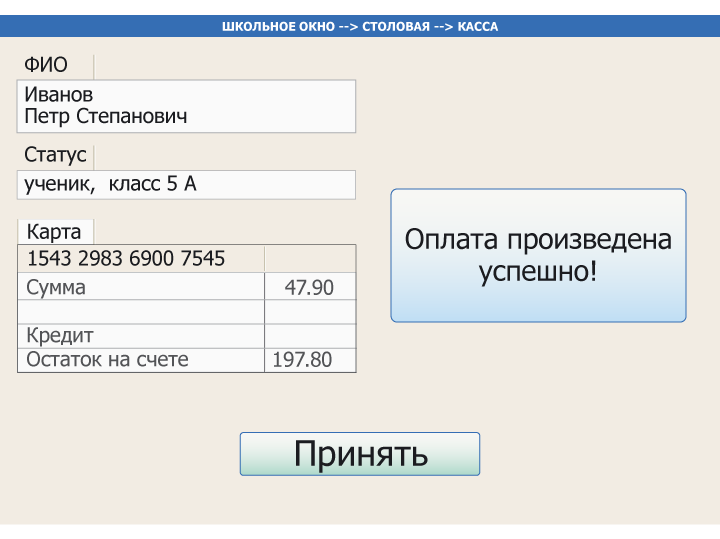 ШКОЛЬНОЕ ОКНО --> СТОЛОВАЯ --> КАССА
ФИО
Иванов
Петр Степанович
Статус
ученик,  класс 5 А
Карта
1543 2983 6900 7545
Сумма 47.90
Кредит
Остаток на счете 197.80
Оплата произведена
успешно!
Принять